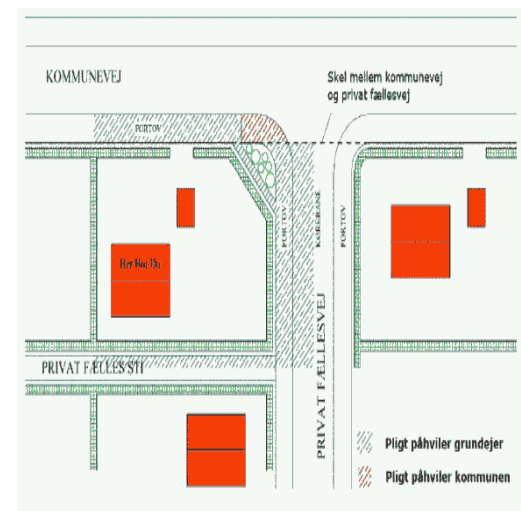 KOMMUNEVEJ
Skel mellem kommunevej
og privat fællesvej
FORTOV
Her Bor Du
FORTOV
KØREBANE
FORTOV
PRIVAT FÆLLESVEJ
PRIVAT FÆLLES STI
Pligt påhviler grundejer
Pligt påhviler kommunen